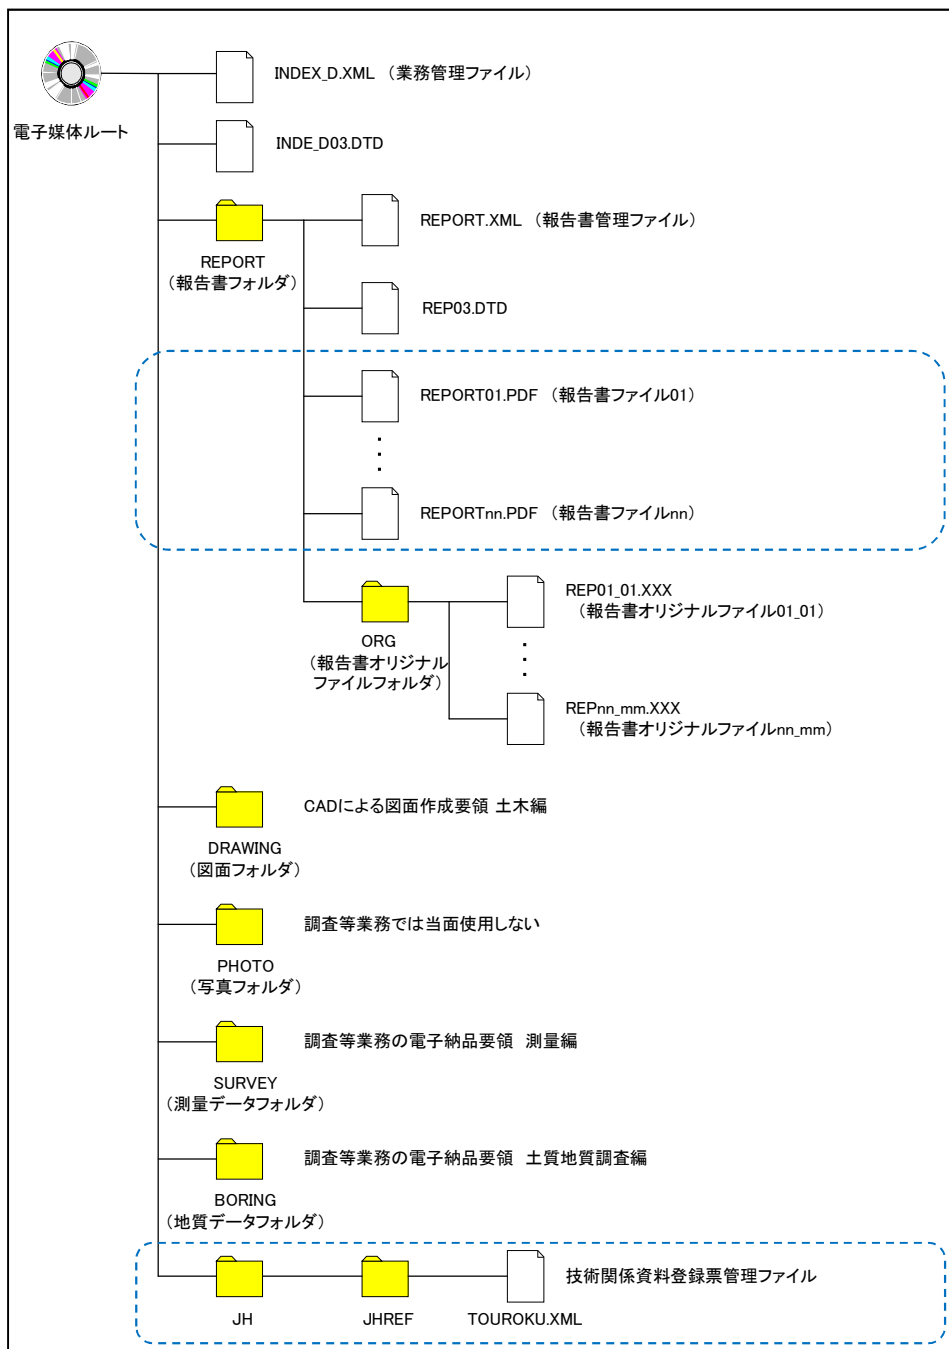 INDEX_D.XML （業務管理ファイル）
電子媒体ルート
INDE_D03.DTD
REPORT.XML （報告書管理ファイル）
REPORT
（報告書フォルダ）
REP03.DTD
REPORT01.PDF （報告書ファイル01）
・
・
・
REPORTnn.PDF （報告書ファイルnn）
REP01_01.XXX
（報告書オリジナルファイル01_01）
ORG
（報告書オリジナル
ファイルフォルダ）
・
・
・
REPnn_mm.XXX
（報告書オリジナルファイルnn_mm）
CADによる図面作成要領 土木編
DRAWING
（図面フォルダ）
調査等業務では当面使用しない
PHOTO
（写真フォルダ）
調査等業務の電子納品要領　測量編
SURVEY
（測量データフォルダ）
調査等業務の電子納品要領　土質地質調査編
BORING
（地質データフォルダ）
技術関係資料登録票管理ファイル
JH
JHREF
TOUROKU.XML